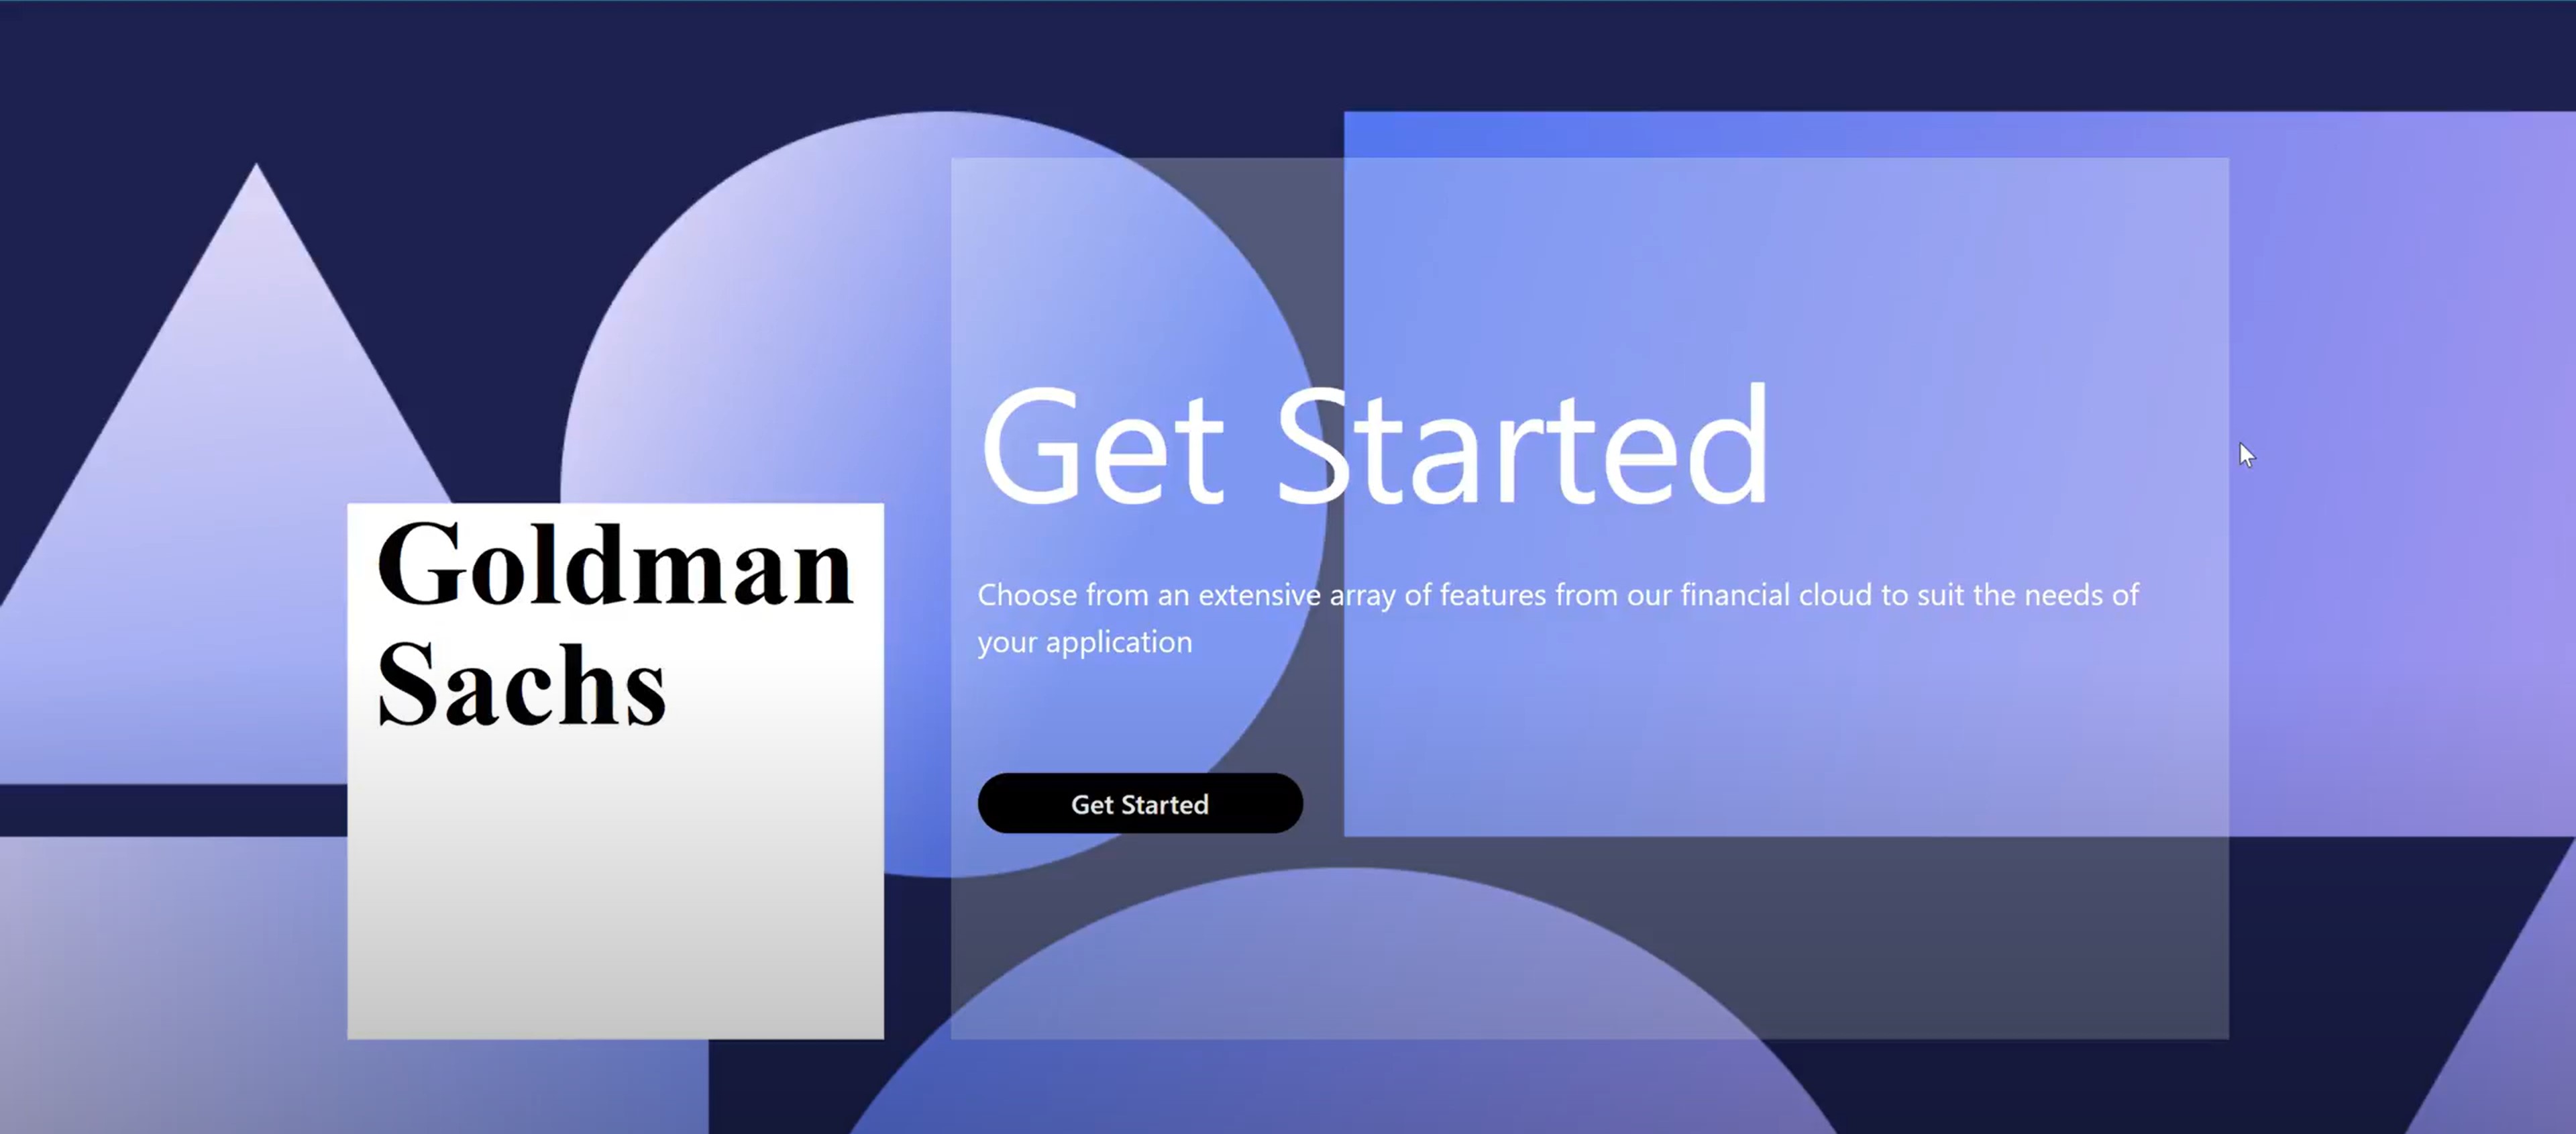 Goldman
Sachs
Get Started
Choose from an extensive array of features from our financial cloud to suit the needs of
your application
Get Started